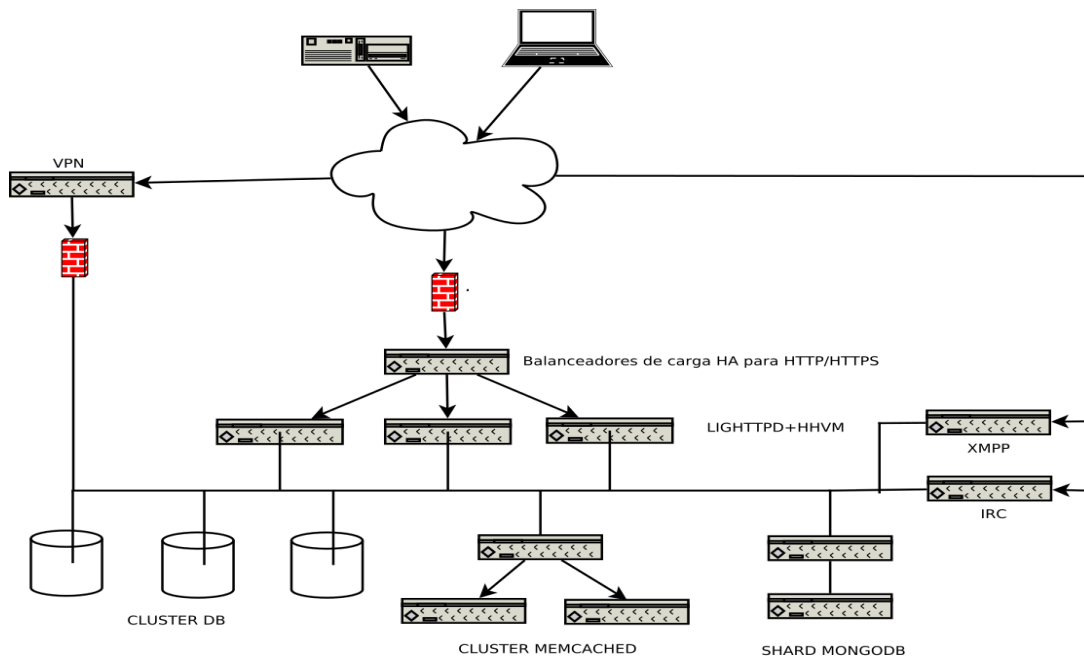 VPN
Balanceadores de carga HA para HTTP/HTTPS
LIGHTTPD+HHVM
XMPP
IRC
CLUSTER DB
CLUSTER MEMCACHED
SHARD MONGODB